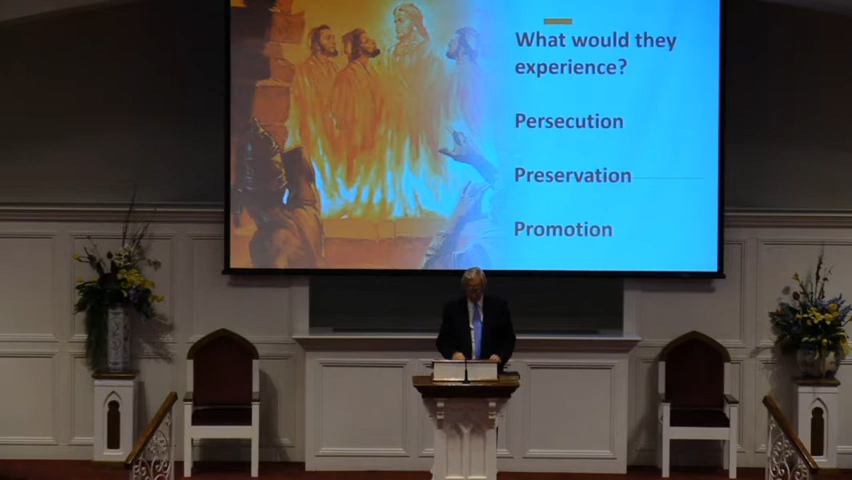 What would they
experience?
Persecution
Preservation
Promotion